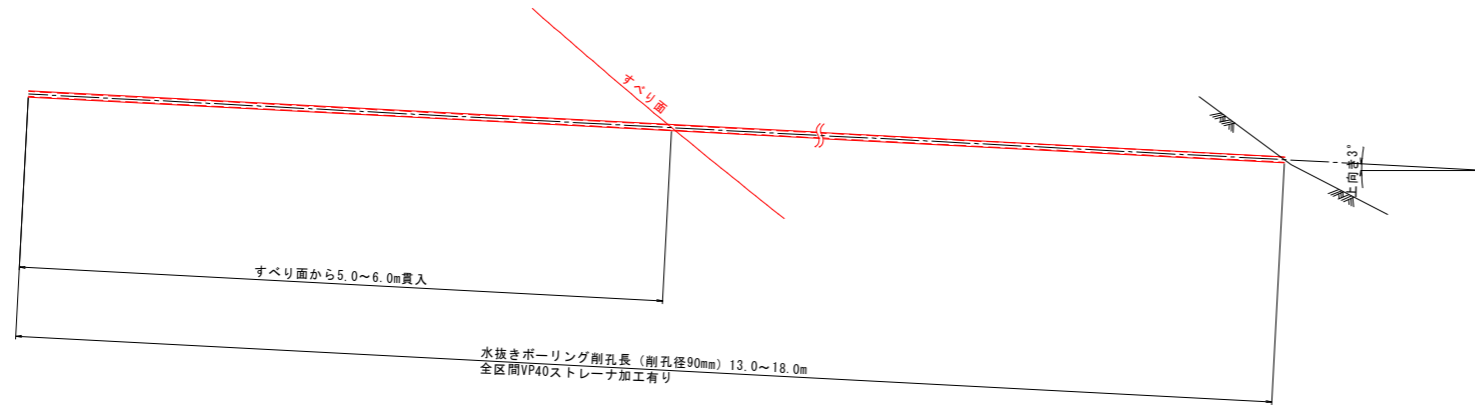 すべり面
上向き3°
すべり面から5.0～6.0m貫入
水抜きボーリング削孔長（削孔径90mm）13.0～18.0m
全区間VP40ストレーナ加工有り